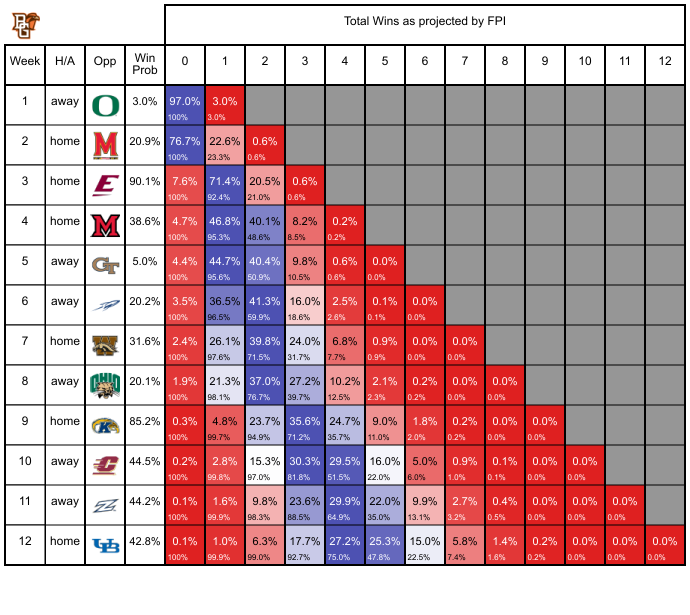 BG
Total Wins as projected by FPI
Week H/A Opp Win Prob 0 1 2 3 4 5 6 7 8 9 10 11 12
1 away O 3.0% 97.0% 3.0%
100% 3.0%
2 home M 20.9% 76.7% 22.6% 0.6%
100% 23.3% 0.6%
3 home E 90.1% 7.6% 71.4% 20.5% 0.6%
100% 92.4% 21.0% 0.6%
4 home M 38.6% 4.7% 46.8% 40.1% 8.2% 0.2%
100% 95.3% 48.6% 8.5% 0.2%
5 away GT 5.0% 4.4% 44.7% 40.4% 9.8% 0.6% 0.0%
100% 95.6% 50.9% 10.5% 0.6% 0.0%
6 away 20.2% 3.5% 36.5% 41.3% 16.0% 2.5% 0.1% 0.0%
100% 96.5% 59.9% 18.6% 2.6% 0.1% 0.0%
7 home W 31.6% 2.4% 26.1% 39.8% 24.0% 6.8% 0.9% 0.0% 0.0%
100% 97.6% 71.5% 31.7% 7.7% 0.9% 0.0% 0.0%
8 away OHIO 20.1% 1.9% 21.3% 37.0% 27.2% 10.2% 2.1% 0.2% 0.0% 0.0%
100% 98.1% 76.7% 39.7% 12.5% 2.3% 0.2% 0.0% 0.0%
9 home K 85.2% 0.3% 4.8% 23.7% 35.6% 24.7% 9.0% 1.8% 0.2% 0.0% 0.0%
100% 99.7% 94.9% 71.2% 35.7% 11.0% 2.0% 0.2% 0.0% 0.0%
10 away C 44.5% 0.2% 2.8% 15.3% 30.3% 29.5% 16.0% 5.0% 0.9% 0.1% 0.0% 0.0%
100% 99.8% 97.0% 81.8% 51.5% 22.0% 6.0% 1.0% 0.1% 0.0% 0.0%
11 away E 44.2% 0.1% 1.6% 9.8% 23.6% 29.9% 22.0% 9.9% 2.7% 0.4% 0.0% 0.0% 0.0%
100% 99.9% 98.3% 88.5% 64.9% 35.0% 13.1% 3.2% 0.5% 0.0% 0.0% 0.0%
12 home UB 42.8% 0.1% 1.0% 6.3% 17.7% 27.2% 25.3% 15.0% 5.8% 1.4% 0.2% 0.0% 0.0% 0.0%
100% 99.9% 99.0% 92.7% 75.0% 47.8% 22.5% 7.4% 1.6% 0.2% 0.0% 0.0% 0.0%